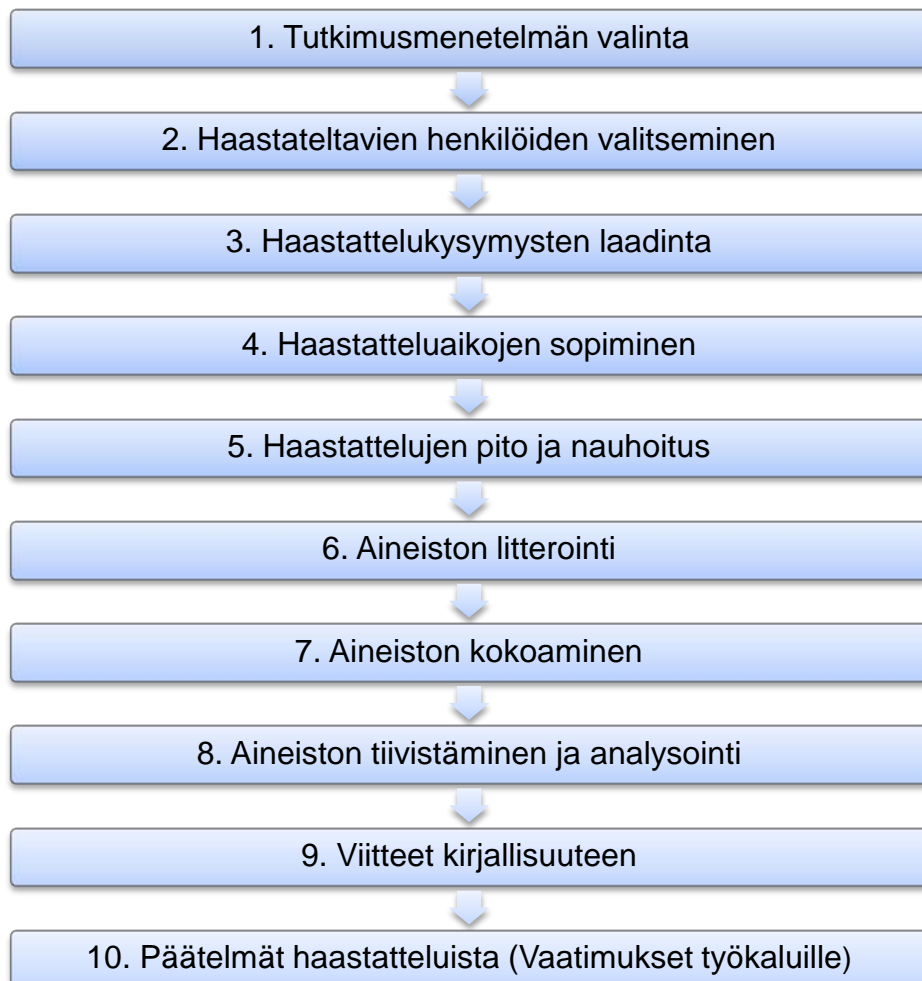 1. Tutkimusmenetelmän valinta
2. Haastateltavien henkilöiden valitseminen
3. Haastattelukysymysten laadinta
4. Haastatteluaikojen sopiminen
5. Haastattelujen pito ja nauhoitus
6. Aineiston litterointi
7. Aineiston kokoaminen
8. Aineiston tiivistäminen ja analysointi
9. Viitteet kirjallisuuteen
10. Päätelmät haastatteluista (Vaatimukset työkaluille)